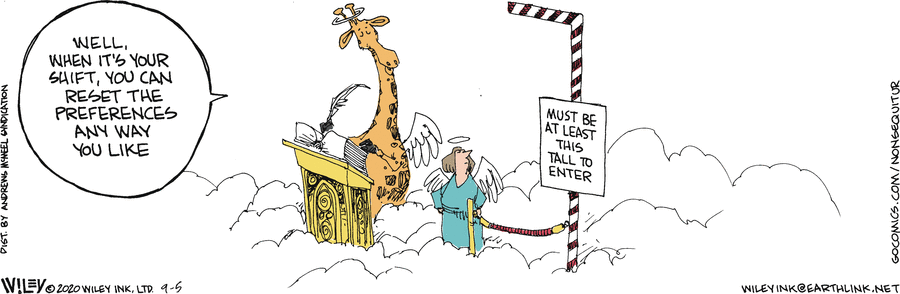 WELL,
WHEN IT'S YOUR
SHIFT, YOU CAN
RESET THE
PREFERENCES
ANY WAY
YOU LIKE
MUST BE
AT LEAST
THIS
TALL TO
ENTER
DIST. BY ANDREWS McMEEL SYNDICATION
GOCOMICS.COM/NONSEQUITUR
WILEY ©2020 WILEY INK, LTD. 9-5
WILEYINK@EARTHLINK.NET